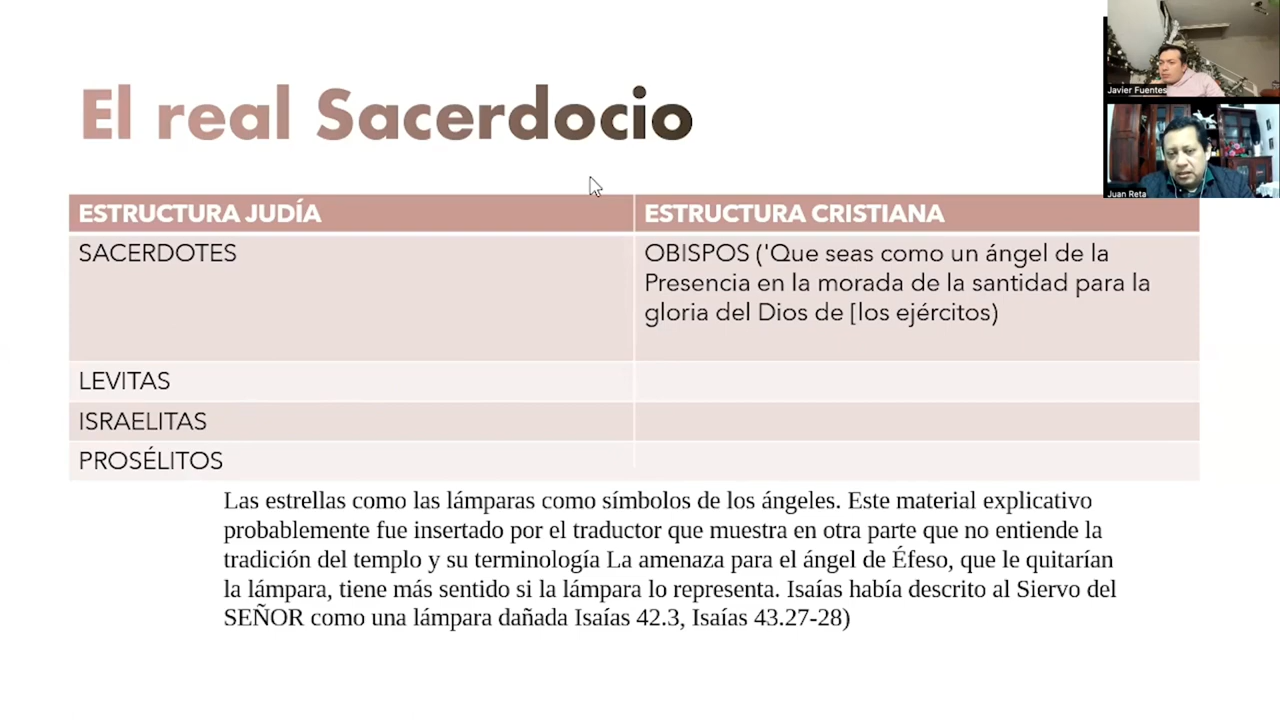 El real Sacerdocio
Javier Fuentes
Juan Reta
ESTRUCTURA JUDÍA
ESTRUCTURA CRISTIANA
SACERDOTES
OBISPOS ('Que seas como un ángel de la
Presencia en la morada de la santidad para la
gloria del Dios de [los ejércitos)
LEVITAS
ISRAELITAS
PROSÉLITOS
Las estrellas como las lámparas como símbolos de los ángeles. Este material explicativo
probablemente fue insertado por el traductor que muestra en otra parte que no entiende la
tradición del templo y su terminología La amenaza para el ángel de Éfeso, que le quitarían
la lámpara, tiene más sentido si la lámpara lo representa. Isaías había descrito al Siervo del
SEÑOR como una lámpara dañada Isaías 42.3, Isaías 43.27-28)